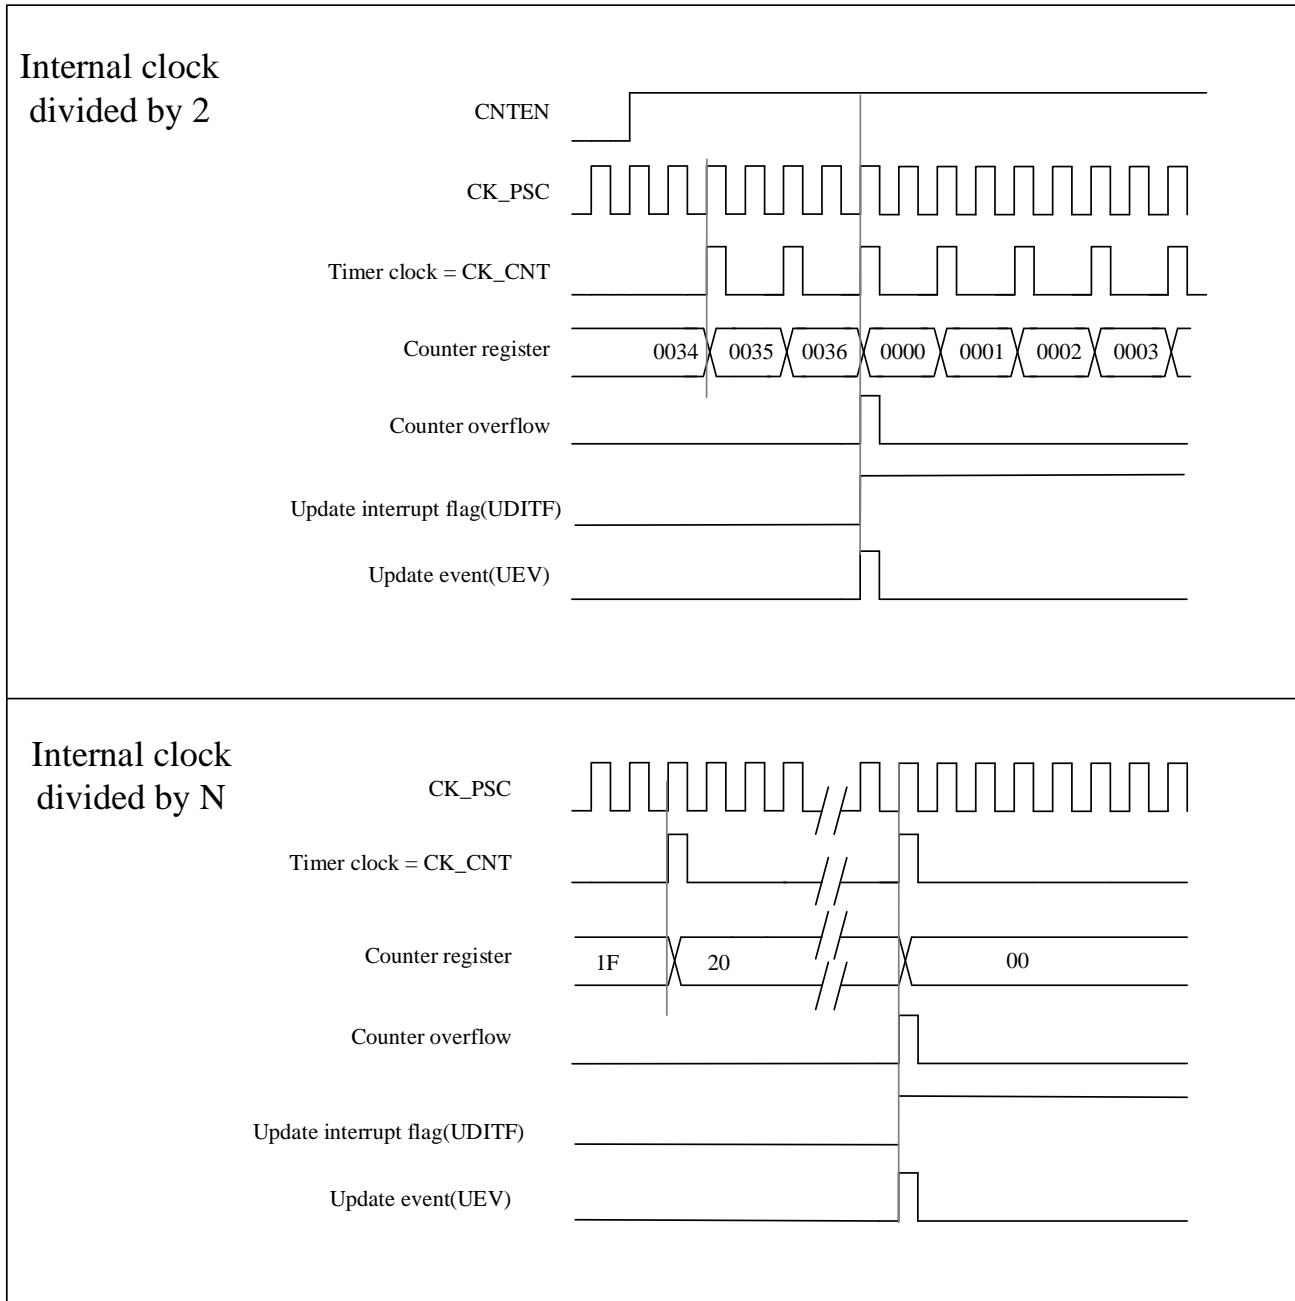 Internal clock
divided by 2
CNTEN
CK_PSC
Timer clock = CK_CNT
Counter register
0034 0035 0036 0000 0001 0002 0003
Counter overflow
Update interrupt flag(UDITF)
Update event(UEV)
Internal clock
divided by N
CK_PSC
Timer clock = CK_CNT
Counter register
1F 20 00
Counter overflow
Update interrupt flag(UDITF)
Update event(UEV)